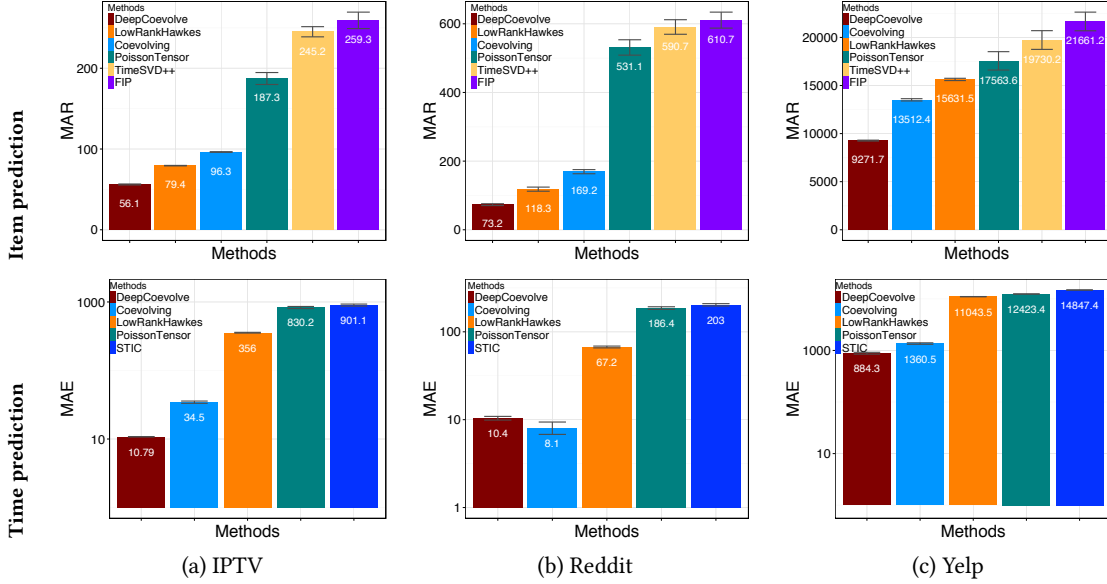 Item prediction
Methods
DeepCoevolve
LowRankHawkes
Coevolving
PoissonTensor
TimeSVD++
FIP
MAR
200
100
0
56.1
79.4
96.3
187.3
245.2
259.3
Methods
Methods
DeepCoevolve
LowRankHawkes
Coevolving
PoissonTensor
TimeSVD++
FIP
MAR
600
400
200
0
73.2
118.3
169.2
531.1
590.7
610.7
Methods
Methods
DeepCoevolve
Coevolving
LowRankHawkes
PoissonTensor
TimeSVD++
FIP
MAR
20000
15000
10000
5000
0
9271.7
13512.4
15631.5
17563.6
19730.2
21661.2
Methods
Time prediction
Methods
DeepCoevolve
Coevolving
LowRankHawkes
PoissonTensor
STIC
MAE
1000
10
10.79
34.5
356
830.2
901.1
Methods
Methods
DeepCoevolve
Coevolving
LowRankHawkes
PoissonTensor
STIC
MAE
100
10
1
10.4
8.1
67.2
186.4
203
Methods
Methods
DeepCoevolve
Coevolving
LowRankHawkes
PoissonTensor
STIC
MAE
1000
10
884.3
1360.5
11043.5
12423.4
14847.4
Methods
(a) IPTV
(b) Reddit
(c) Yelp